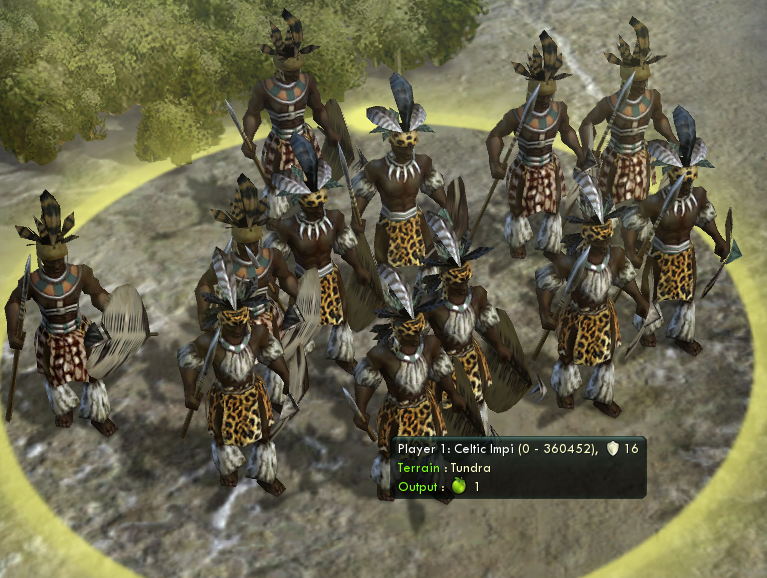 Player 1: Celtic Impi (0 - 360452), 16
Terrain : Tundra
Output : 1